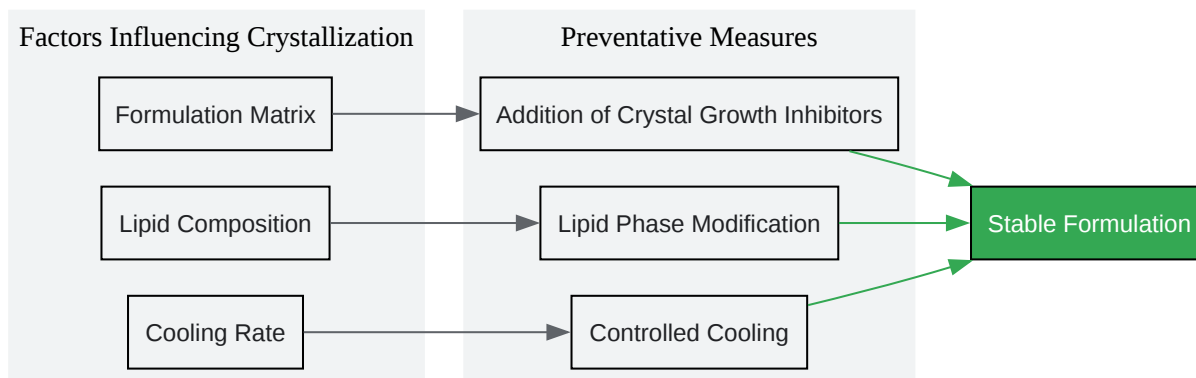 Factors Influencing Crystallization
Preventative Measures
Formulation Matrix
Addition of Crystal Growth Inhibitors
Lipid Composition
Lipid Phase Modification
Stable Formulation
Cooling Rate
Controlled Cooling